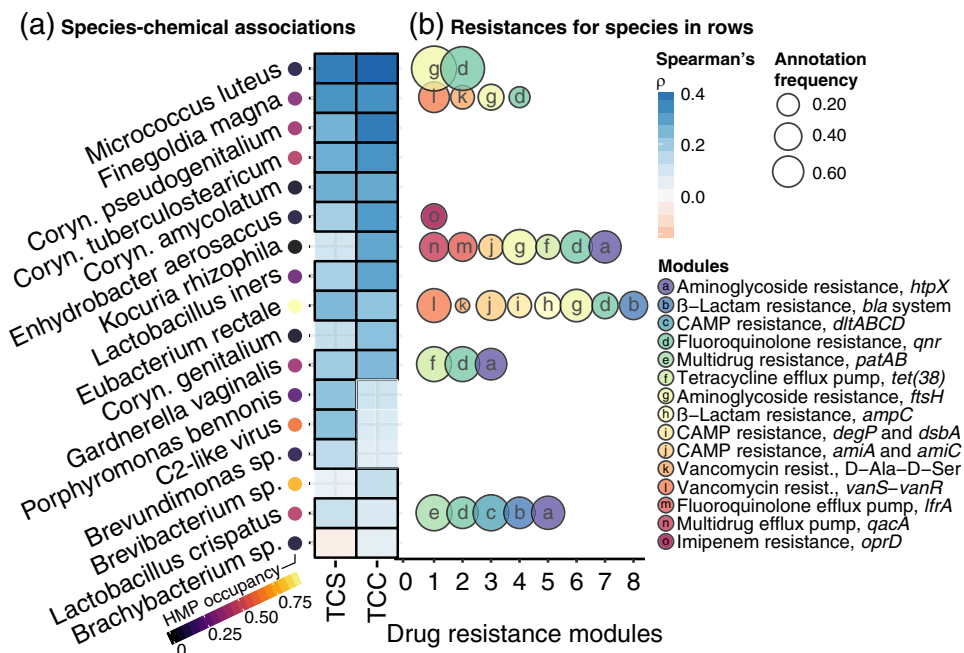 (a) Species-chemical associations
(b) Resistances for species in rows
Micrococcus luteus
Finegoldia magna
Coryn. pseudogenitalium
Coryn. tuberculostearicum
Coryn. amycolatum
Enhydrobacter aerosaccus
Kocuria rhizophila
Lactobacillus iners
Eubacterium rectale
Coryn. genitalium
Gardnerella vaginalis
Porphyromonas bennonis
C2-like virus
Brevundimonas sp.
Brevibacterium sp.
Lactobacillus crispatus
Brachybacterium sp.
HMP occupancy
0 0.25 0.50 0.75
TCS TCC
g d
l k g d
o
n m j g f d a
l k j i h g d b
f d a
e d c b a
0 1 2 3 4 5 6 7 8
Drug resistance modules
Spearman's
ρ
0.4
0.2
0.0
Annotation
frequency
0.20
0.40
0.60
Modules
a Aminoglycoside resistance, htpX
b ß-Lactam resistance, bla system
c CAMP resistance, dltABCD
d Fluoroquinolone resistance, qnr
e Multidrug resistance, patAB
f Tetracycline efflux pump, tet(38)
g Aminoglycoside resistance, ftsH
h ß-Lactam resistance, ampC
i CAMP resistance, degP and dsbA
j CAMP resistance, amiA and amiC
k Vancomycin resist., D-Ala-D-Ser
l Vancomycin resist., vanS-vanR
m Fluoroquinolone efflux pump, lfrA
n Multidrug efflux pump, qacA
o Imipenem resistance, oprD